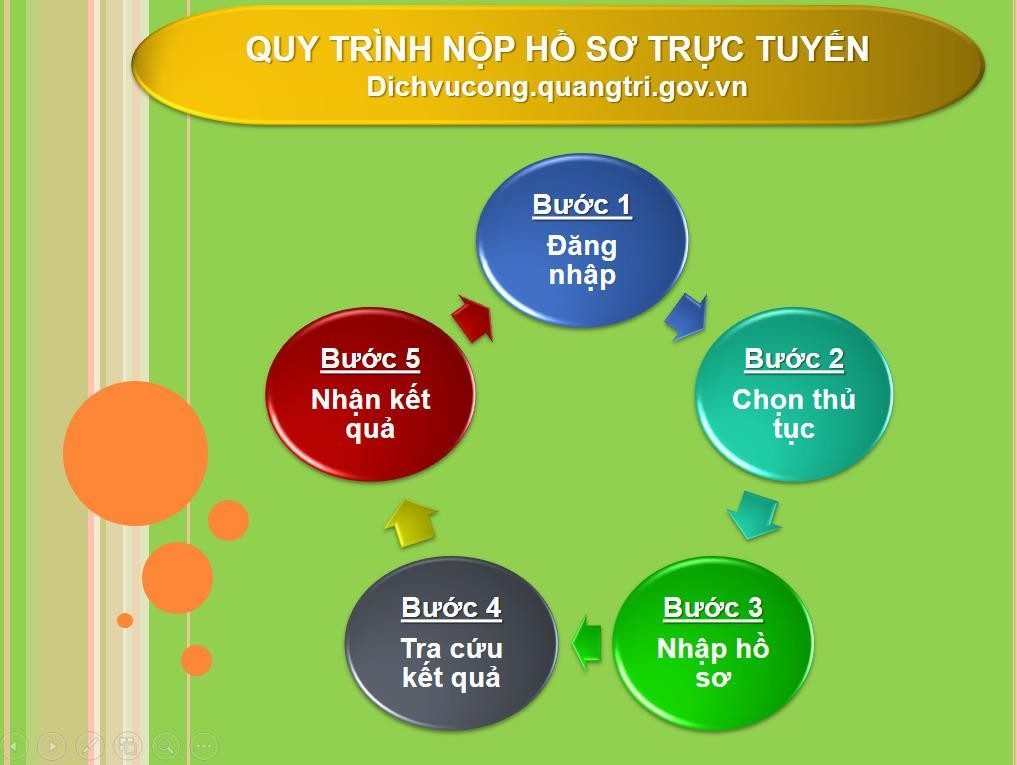 QUY TRÌNH NỘP HỒ SƠ TRỰC TUYẾN
Dichvucong.quangtri.gov.vn
Bước 1
Đăng
nhập
Bước 2
Chọn thủ
tục
Bước 3
Nhập hồ
sơ
Bước 4
Tra cứu
kết quả
Bước 5
Nhận kết
quả